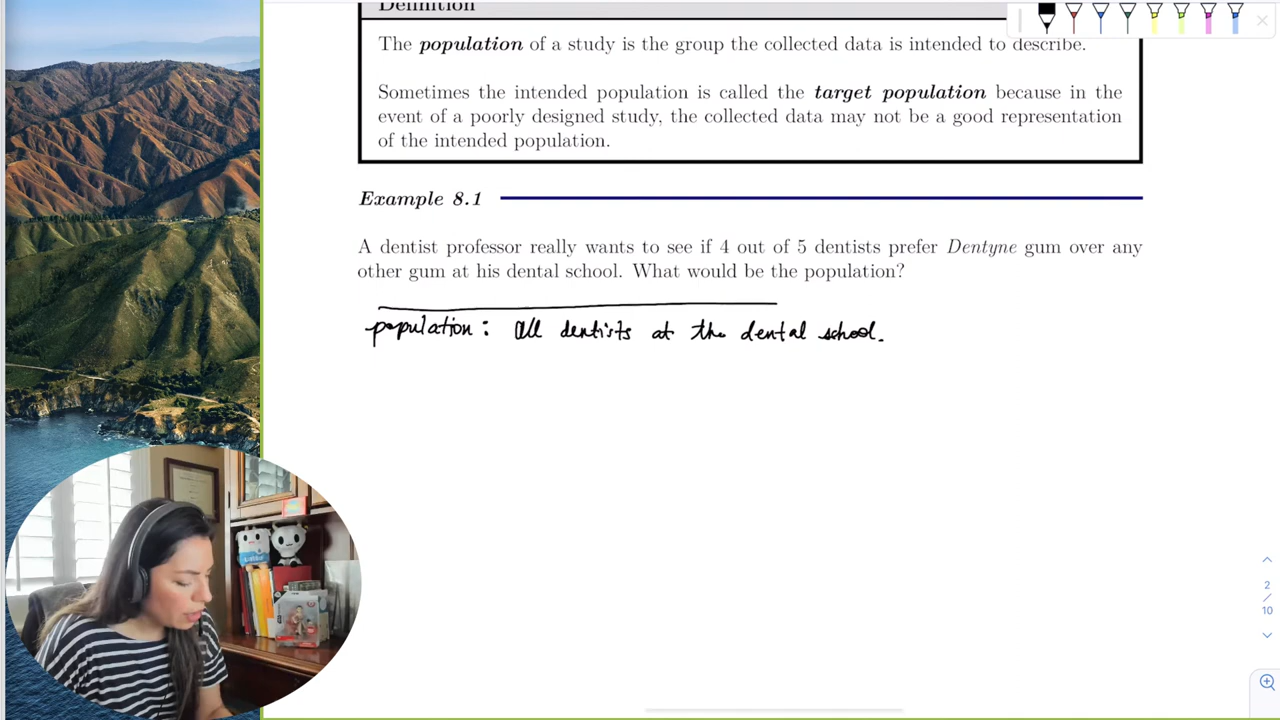 Definition
The population of a study is the group the collected data is intended to describe.
Sometimes the intended population is called the target population because in the
event of a poorly designed study, the collected data may not be a good representation
of the intended population.
Example 8.1
A dentist professor really wants to see if 4 out of 5 dentists prefer Dentyne gum over any
other gum at his dental school. What would be the population?
population: All dentists at the dental school.
2
/
10